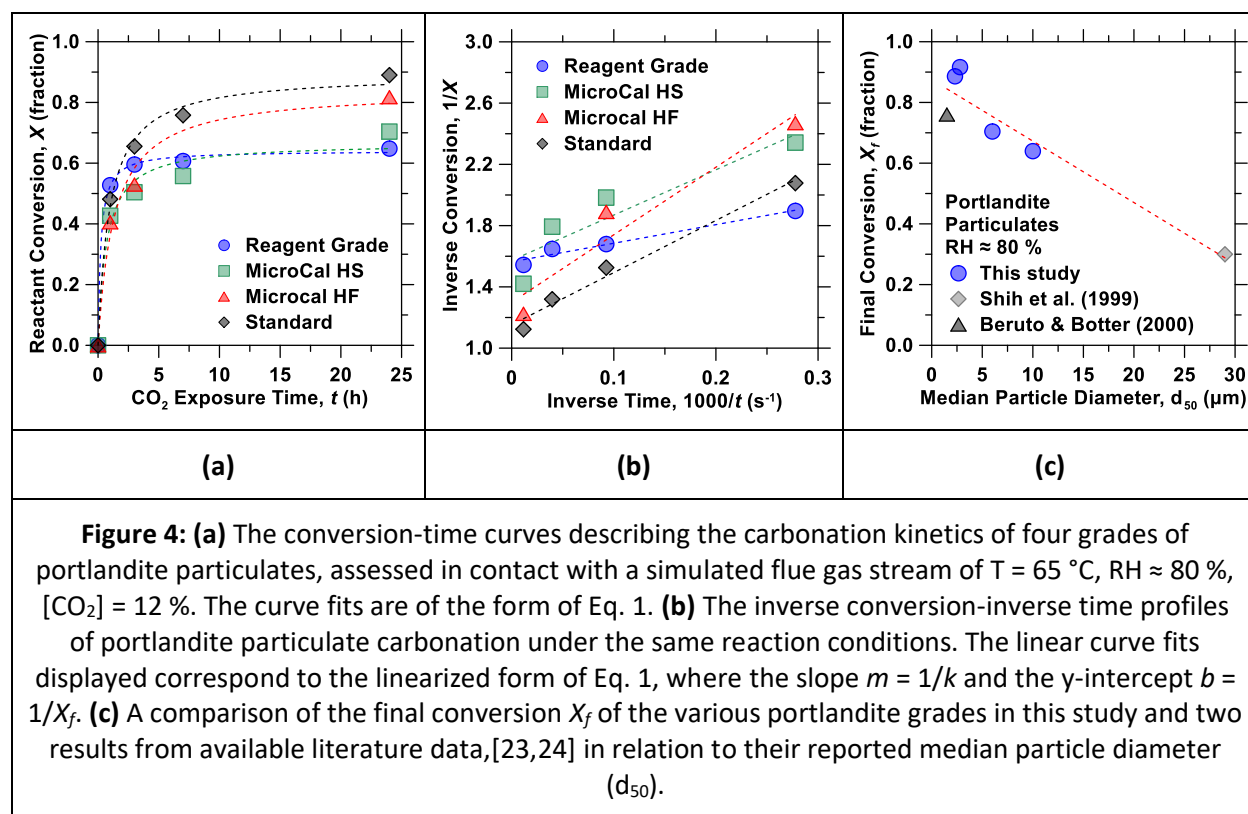 1.0
0.8
0.6
0.4
0.2
0.0
Reactant Conversion, X (fraction)
Reagent Grade
MicroCal HS
Microcal HF
Standard
0 5 10 15 20 25
CO₂ Exposure Time, t (h)
3.0
2.6
2.2
1.8
1.4
1.0
Inverse Conversion, 1/X
Reagent Grade
MicroCal HS
Microcal HF
Standard
0 0.1 0.2 0.3
Inverse Time, 1000/t (s⁻¹)
1.0
0.8
0.6
0.4
0.2
0.0
Final Conversion, X_f (fraction)
Portlandite
Particulates
RH ≈ 80 %
This study
Shih et al. (1999)
Beruto & Botter (2000)
0 5 10 15 20 25 30
Median Particle Diameter, d₅₀ (µm)
(a) (b) (c)
Figure 4: (a) The conversion-time curves describing the carbonation kinetics of four grades of
portlandite particulates, assessed in contact with a simulated flue gas stream of T = 65 °C, RH ≈ 80 %,
[CO₂] = 12 %. The curve fits are of the form of Eq. 1. (b) The inverse conversion-inverse time profiles
of portlandite particulate carbonation under the same reaction conditions. The linear curve fits
displayed correspond to the linearized form of Eq. 1, where the slope m = 1/k and the y-intercept b =
1/X_f. (c) A comparison of the final conversion X_f of the various portlandite grades in this study and two
results from available literature data,[23,24] in relation to their reported median particle diameter
(d₅₀).